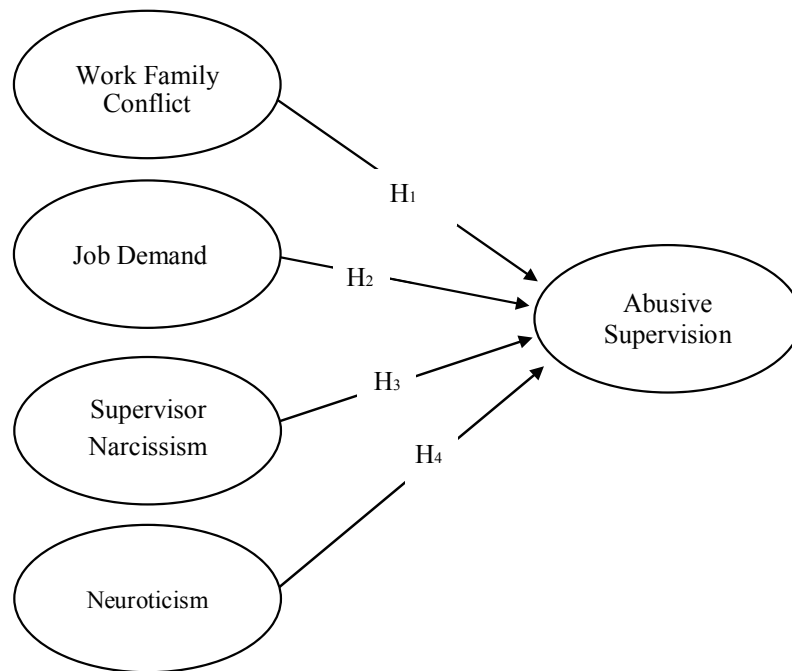 Work Family
Conflict
H1
Job Demand
H2
Abusive
Supervision
H3
Supervisor
Narcissism
H4
Neuroticism